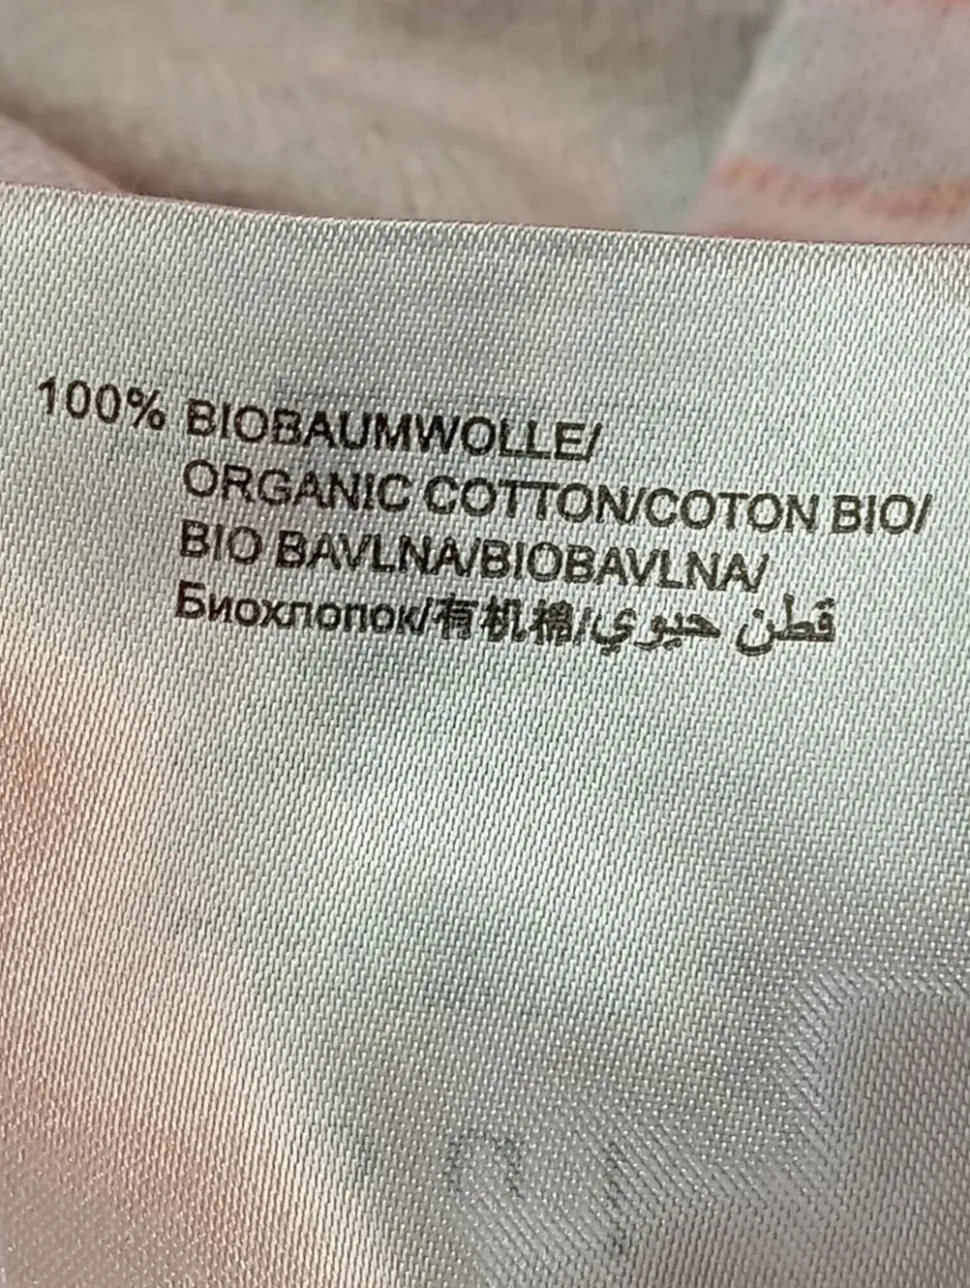 100% BIOBAUMWOLLE/
ORGANIC COTTON/COTON BIO/
BIO BAVLNA/BIOBAVLNA/
Биохлопок/有机棉/قطن حيوي